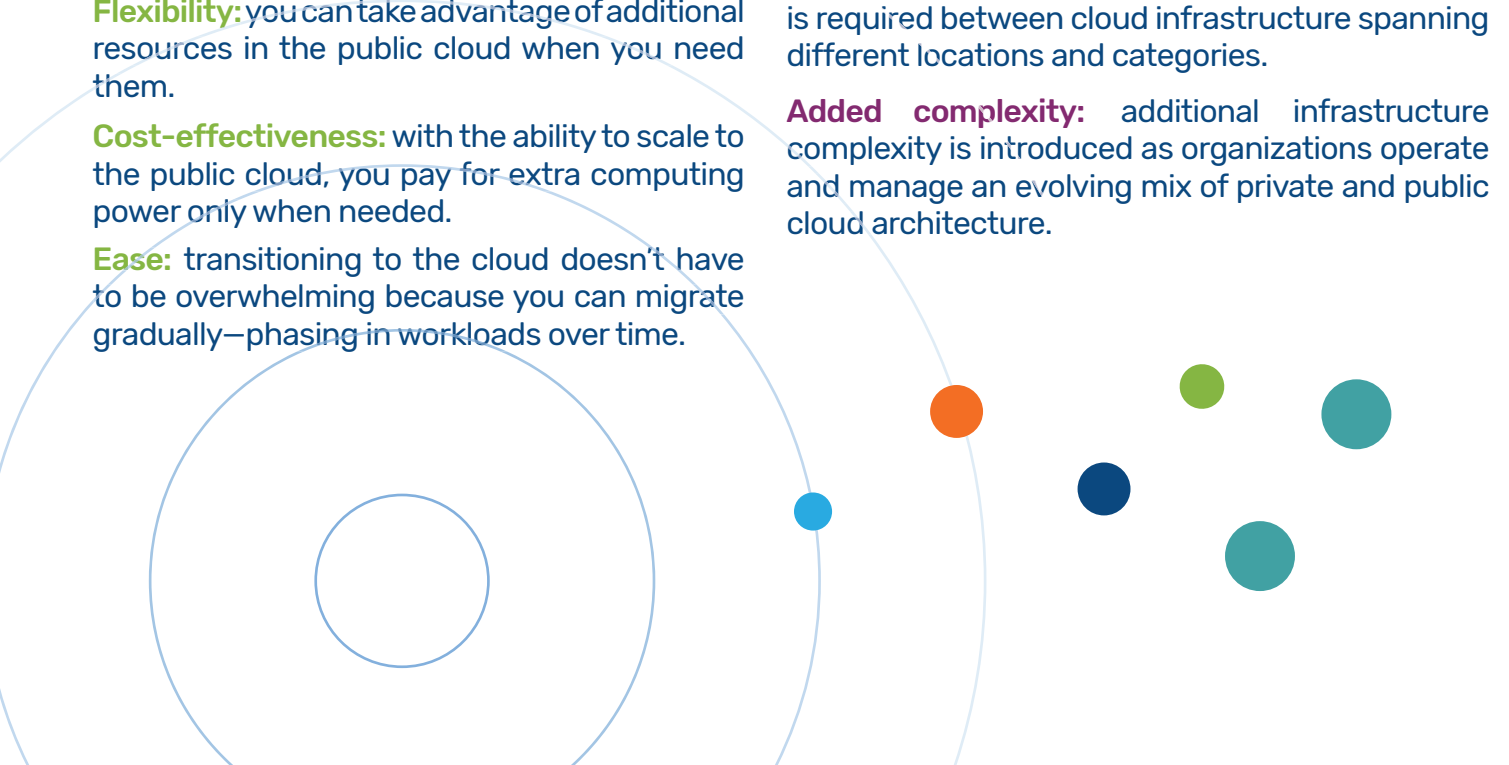 Flexibility: you can take advantage of additional
resources in the public cloud when you need
them.
Cost-effectiveness: with the ability to scale to
the public cloud, you pay for extra computing
power only when needed.
Ease: transitioning to the cloud doesn’t have
to be overwhelming because you can migrate
gradually—phasing in workloads over time.
is required between cloud infrastructure spanning
different locations and categories.
Added complexity: additional infrastructure
complexity is introduced as organizations operate
and manage an evolving mix of private and public
cloud architecture.